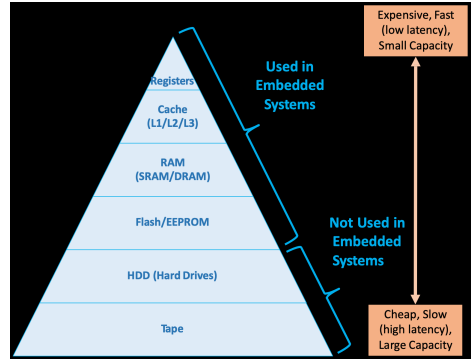 Registers
Cache
(L1/L2/L3)
RAM
(SRAM/DRAM)
Flash/EEPROM
HDD (Hard Drives)
Tape
Used in
Embedded
Systems
Not Used in
Embedded
Systems
Expensive, Fast
(low latency),
Small Capacity
Cheap, Slow
(high latency),
Large Capacity